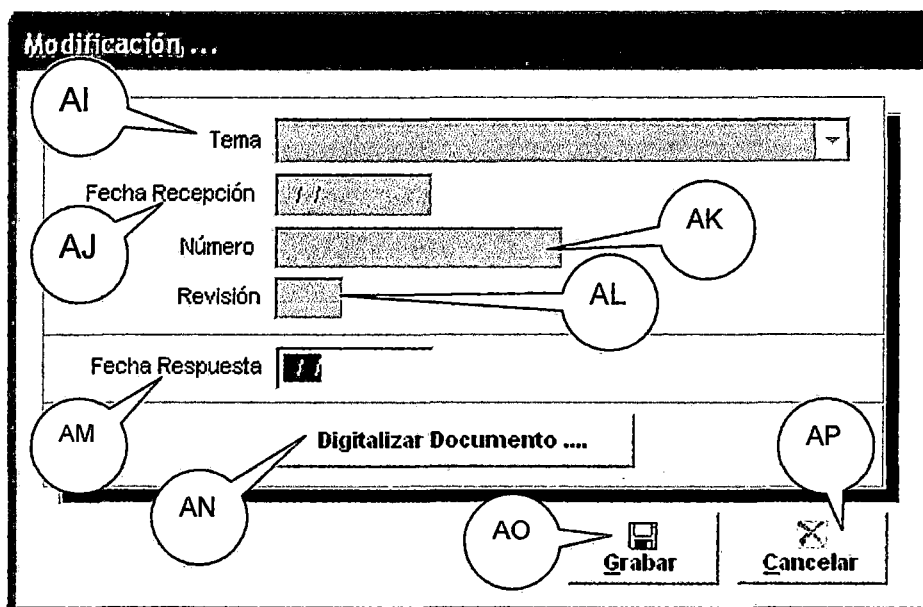 Modificación ...
AI
Tema
Fecha Recepción / /
AJ
AK
Número
Revisión
AL
Fecha Respuesta / /
AM
Digitalizar Documento ....
AP
AN
AO
Grabar
Cancelar